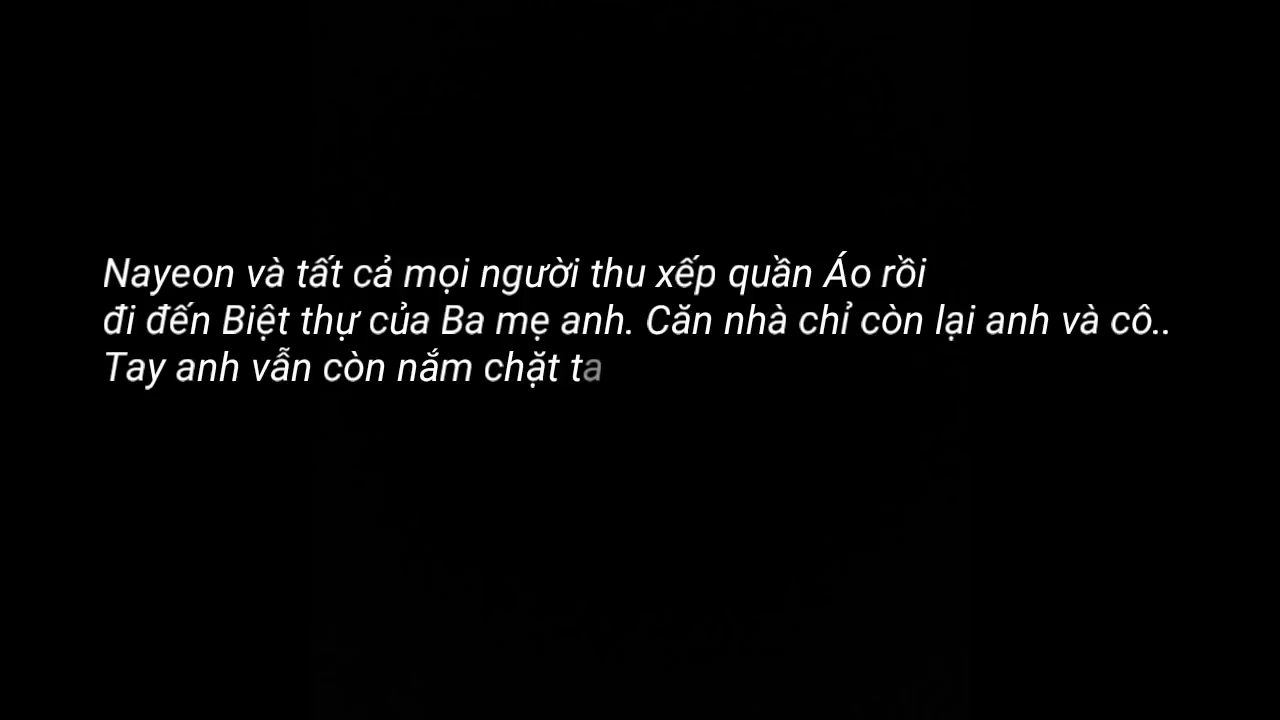 Nayeon và tất cả mọi người thu xếp quần Áo rồi
đi đến Biệt thự của Ba mẹ anh. Căn nhà chỉ còn lại anh và cô..
Tay anh vẫn còn nắm chặt ta